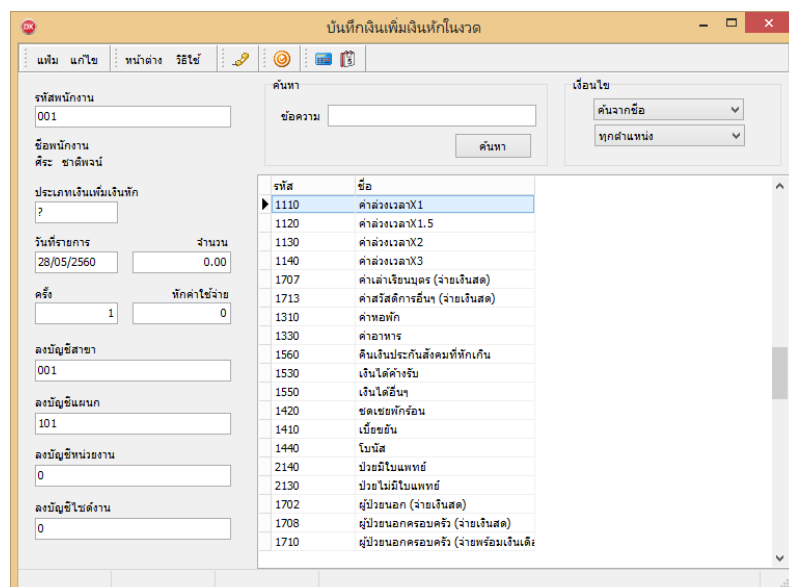 บันทึกเงินเพิ่มเงินหักในงวด
แฟ้ม แก้ไข หน้าต่าง วิธีใช้
รหัสพนักงาน
001
ชื่อพนักงาน
ศิระ ชาติพจน์
ประเภทเงินเพิ่มเงินหัก
?
วันที่รายการ จำนวน
28/05/2560 0.00
ครั้ง หักค่าใช้จ่าย
1 0
ลงบัญชีสาขา
001
ลงบัญชีแผนก
101
ลงบัญชีหน่วยงาน
0
ลงบัญชีไซด์งาน
0
ค้นหา
ข้อความ
ค้นหา
เงื่อนไข
ค้นจากชื่อ
ทุกตำแหน่ง
รหัส ชื่อ
1110 ค่าล่วงเวลาX1
1120 ค่าล่วงเวลาX1.5
1130 ค่าล่วงเวลาX2
1140 ค่าล่วงเวลาX3
1707 ค่าเล่าเรียนบุตร (จ่ายเงินสด)
1713 ค่าสวัสดิการอื่นๆ (จ่ายเงินสด)
1310 ค่าหอพัก
1330 ค่าอาหาร
1560 คืนเงินประกันสังคมที่หักเกิน
1530 เงินได้ค้างรับ
1550 เงินได้อื่นๆ
1420 ชดเชยพักร้อน
1410 เบี้ยขยัน
1440 โบนัส
2140 ป่วยมีใบแพทย์
2130 ป่วยไม่มีใบแพทย์
1702 ผู้ป่วยนอก (จ่ายเงินสด)
1708 ผู้ป่วยนอกครอบครัว (จ่ายเงินสด)
1710 ผู้ป่วยนอกครอบครัว (จ่ายพร้อมเงินเดือ